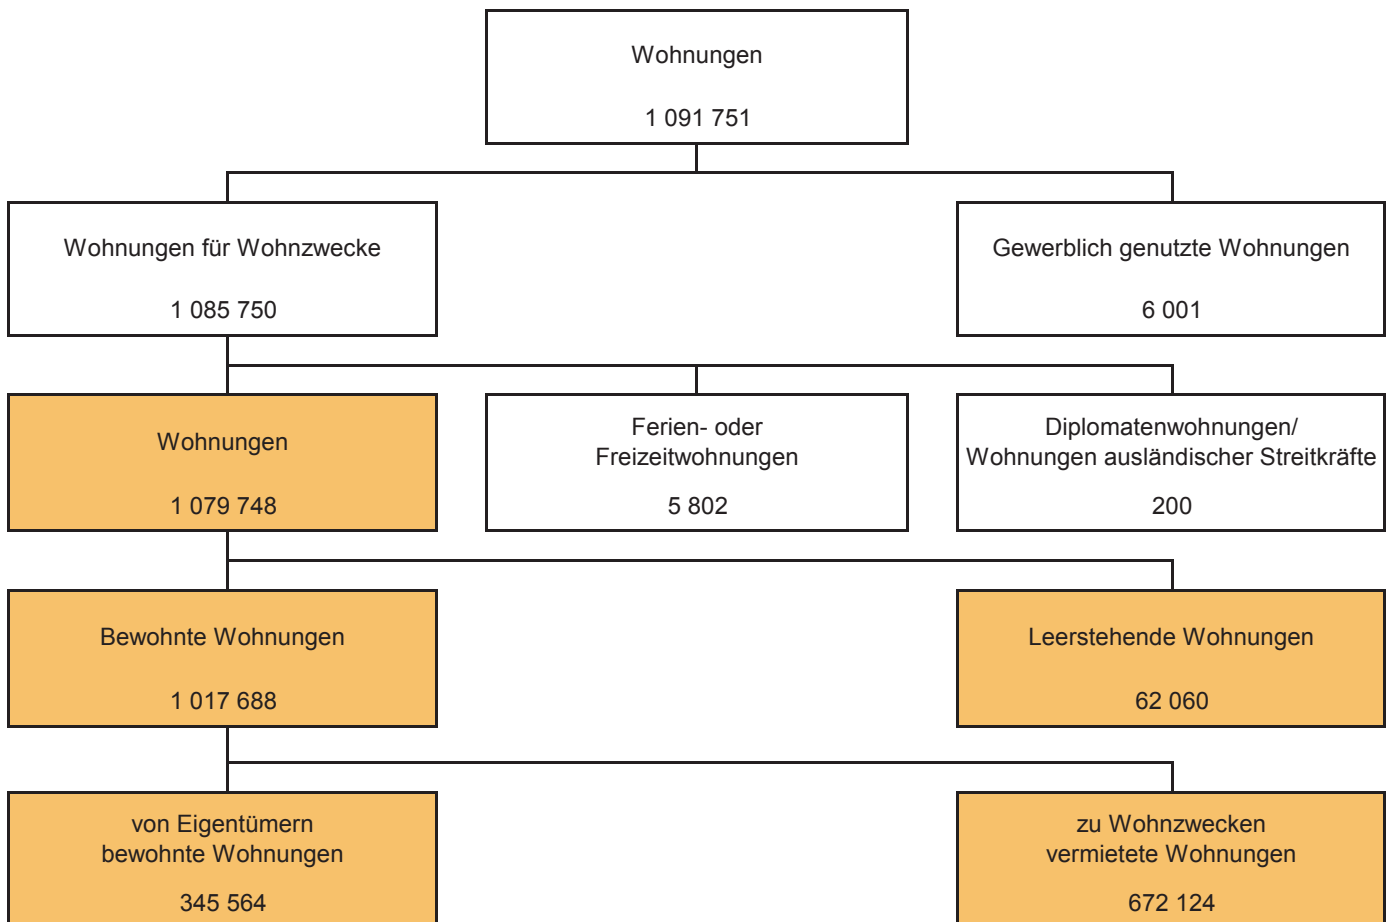 Wohnungen
1 091 751
Wohnungen für Wohnzwecke
1 085 750
Gewerblich genutzte Wohnungen
6 001
Wohnungen
1 079 748
Ferien- oder
Freizeitwohnungen
5 802
Diplomatenwohnungen/
Wohnungen ausländischer Streitkräfte
200
Bewohnte Wohnungen
1 017 688
Leerstehende Wohnungen
62 060
von Eigentümern
bewohnte Wohnungen
345 564
zu Wohnzwecken
vermietete Wohnungen
672 124